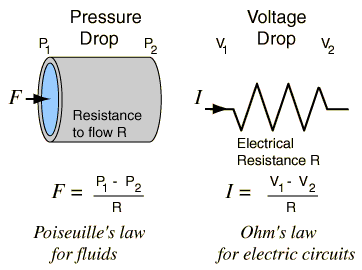 Pressure
Drop
P1 P2
F
Resistance
to flow R
F = P1 - P2 / R
Poiseuille's law
for fluids
Voltage
Drop
V1 V2
I
Electrical
Resistance R
I = V1 - V2 / R
Ohm's law
for electric circuits